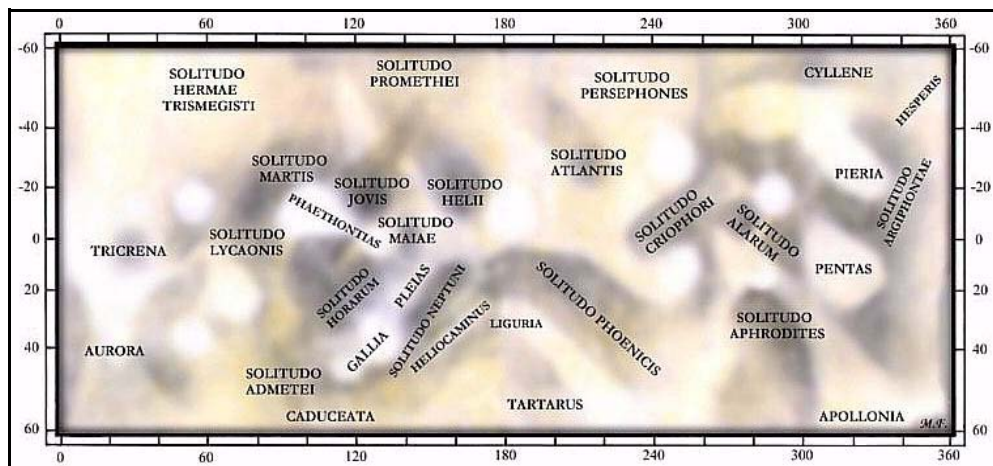 0 60 120 180 240 300 360
-60 -60
SOLITUDO
HERMAE
TRISMEGISTI
SOLITUDO
PROMETHEI
SOLITUDO
PERSEPHONES
CYLLENE
HESPERIS
-40 -40
SOLITUDO
MARTIS
SOLITUDO
JOVIS
SOLITUDO
HELII
SOLITUDO
ATLANTIS
PIERIA
SOLITUDO
ARGIPHONTAE
-20 -20
PHAETHONTIAS
SOLITUDO
MAIAE
SOLITUDO
CRIOPHORI
SOLITUDO
ALARUM
TRICRENA
SOLITUDO
LYCAONIS
0 0
PENTAS
SOLITUDO
HORARUM
PLEIAS
SOLITUDO NEPTUNI
HELIOCAMINUS
SOLITUDO PHOENICIS
20 20
LIGURIA
SOLITUDO
APHRODITES
AURORA
GALLIA
40 40
SOLITUDO
ADMETEI
CADUCEATA
TARTARUS
APOLLONIA
M.F.
60 60
0 60 120 180 240 300 360